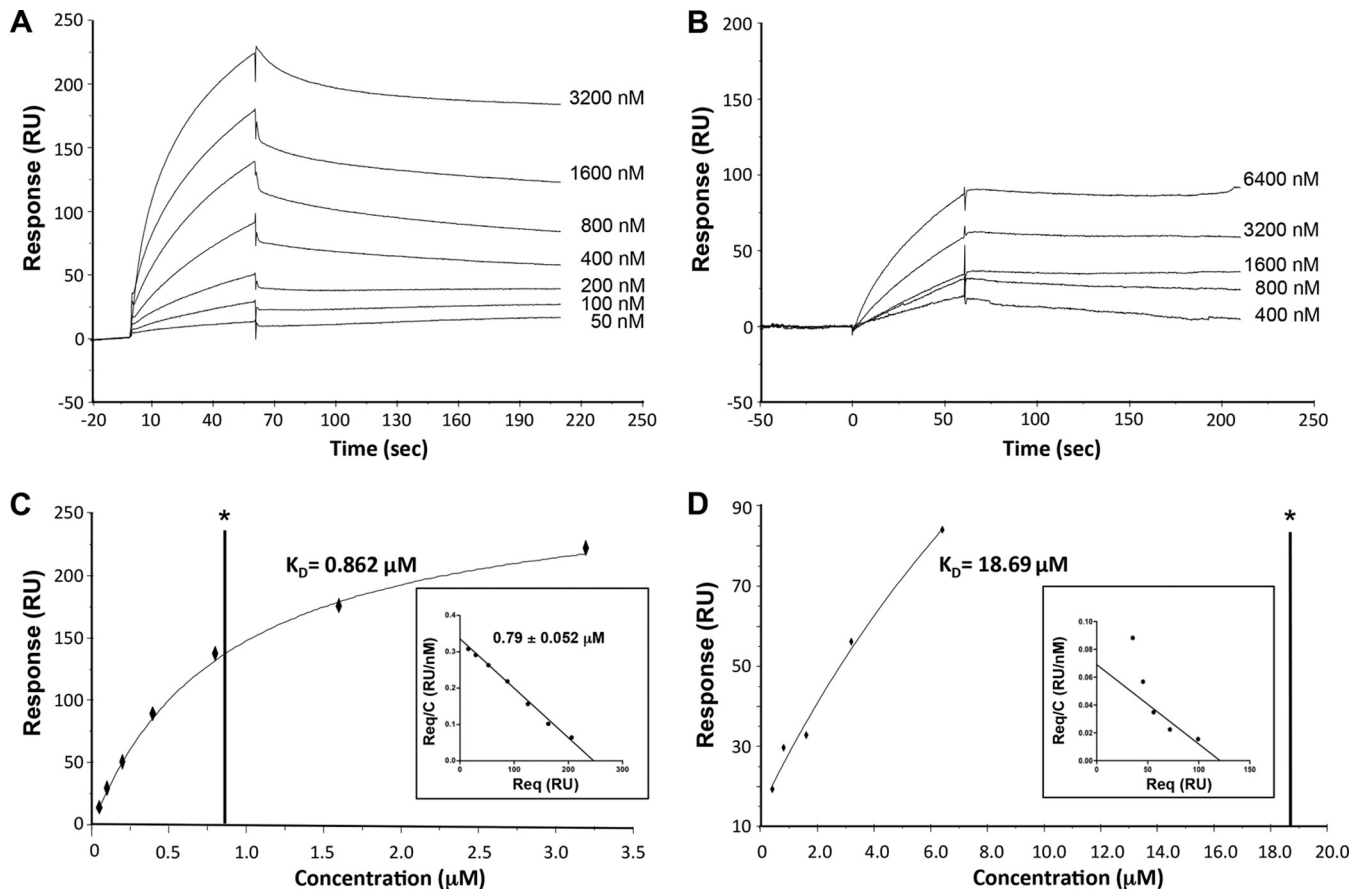 A
Response (RU)
250
200
150
100
50
0
-50
-20
10
40
70
100
130
160
190
220
250
Time (sec)
3200 nM
1600 nM
800 nM
400 nM
200 nM
100 nM
50 nM
B
Response (RU)
200
150
100
50
0
-50
-50
0
50
100
150
200
250
Time (sec)
6400 nM
3200 nM
1600 nM
800 nM
400 nM
C
Response (RU)
250
200
150
100
50
0
0
0.5
1.0
1.5
2.0
2.5
3.0
3.5
Concentration (μM)
*
K_D= 0.862 μM
Req/C (RU/nM)
0.4
0.3
0.2
0.1
0.0
0
100
200
300
Req (RU)
0.79 ± 0.052 μM
D
Response (RU)
90
70
50
30
10
0.0
2.0
4.0
6.0
8.0
10.0
12.0
14.0
16.0
18.0
20.0
Concentration (μM)
*
K_D= 18.69 μM
Req/C (RU/nM)
0.10
0.08
0.06
0.04
0.02
0.00
0
50
100
150
Req (RU)